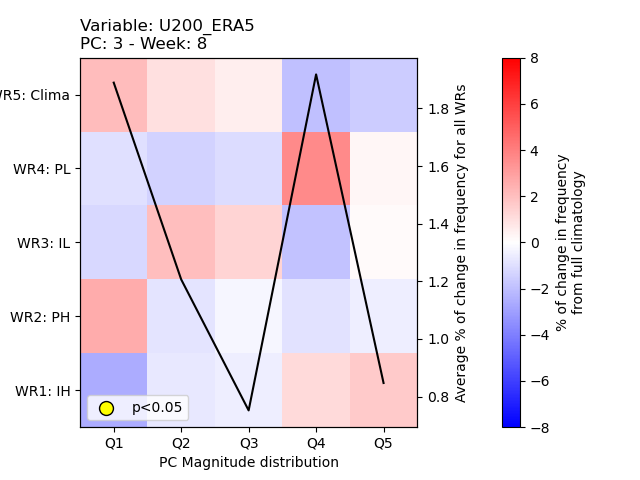 Variable: U200_ERA5
PC: 3 - Week: 8
WR5: Clima
WR4: PL
WR3: IL
WR2: PH
WR1: IH
p<0.05
Q1 Q2 Q3 Q4 Q5
PC Magnitude distribution
1.8
1.6
1.4
1.2
1.0
0.8
Average % of change in frequency for all WRs
8
6
4
2
0
−2
−4
−6
−8
% of change in frequency
from full climatology